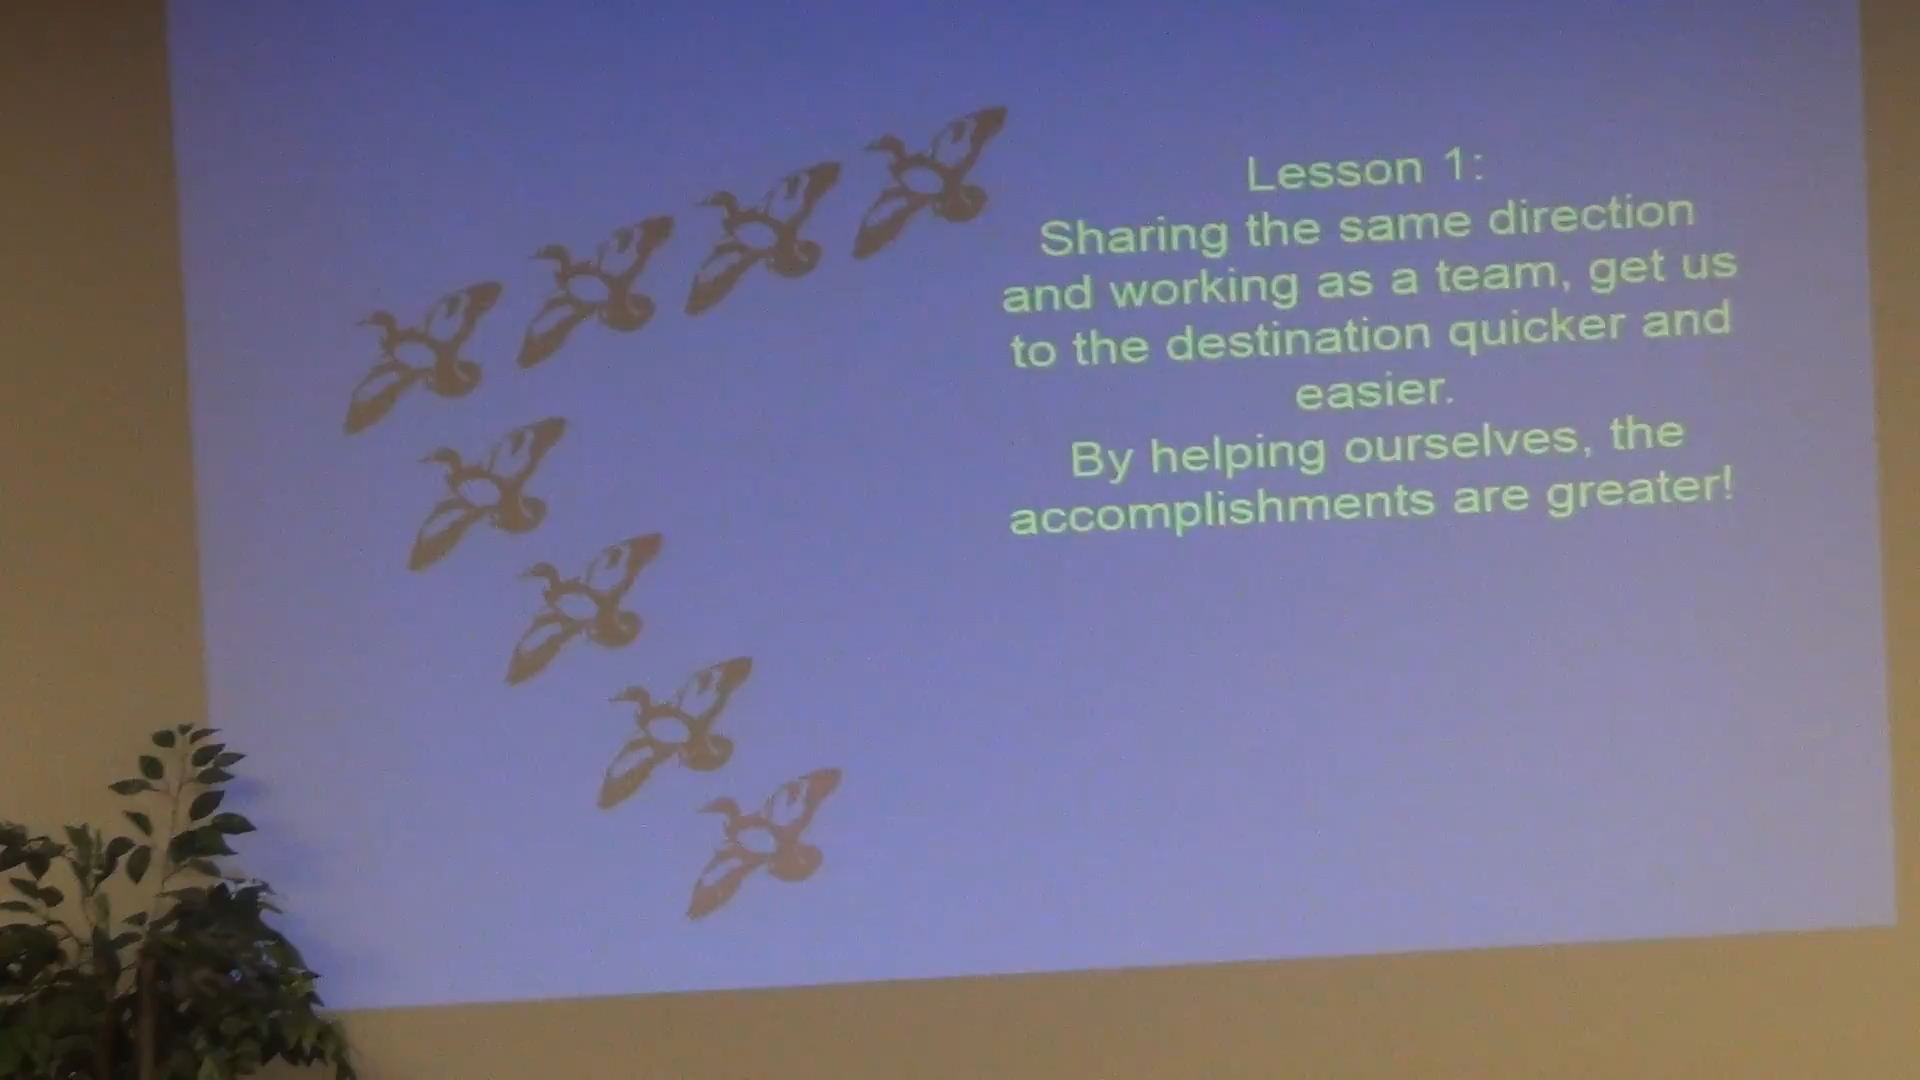 Lesson 1:
Sharing the same direction
and working as a team, get us
to the destination quicker and
easier.
By helping ourselves, the
accomplishments are greater!